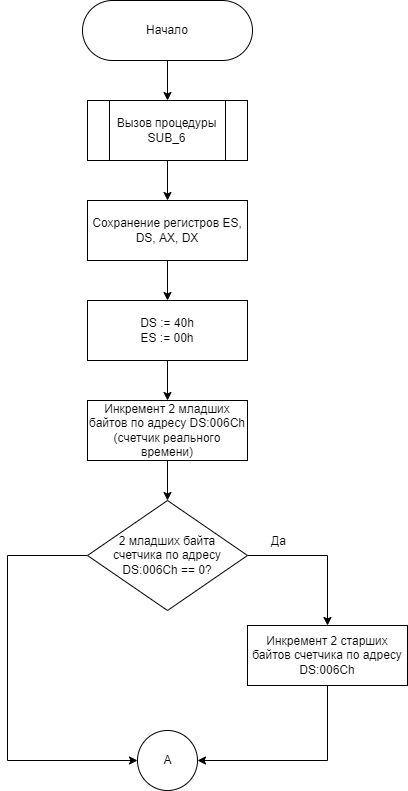 Начало
Вызов процедуры
SUB_6
Сохранение регистров ES,
DS, AX, DX
DS := 40h
ES := 00h
Инкремент 2 младших
байтов по адресу DS:006Ch
(счетчик реального
времени)
2 младших байта
счетчика по адресу
DS:006Ch == 0?
Да
Инкремент 2 старших
байтов счетчика по адресу
DS:006Ch
А